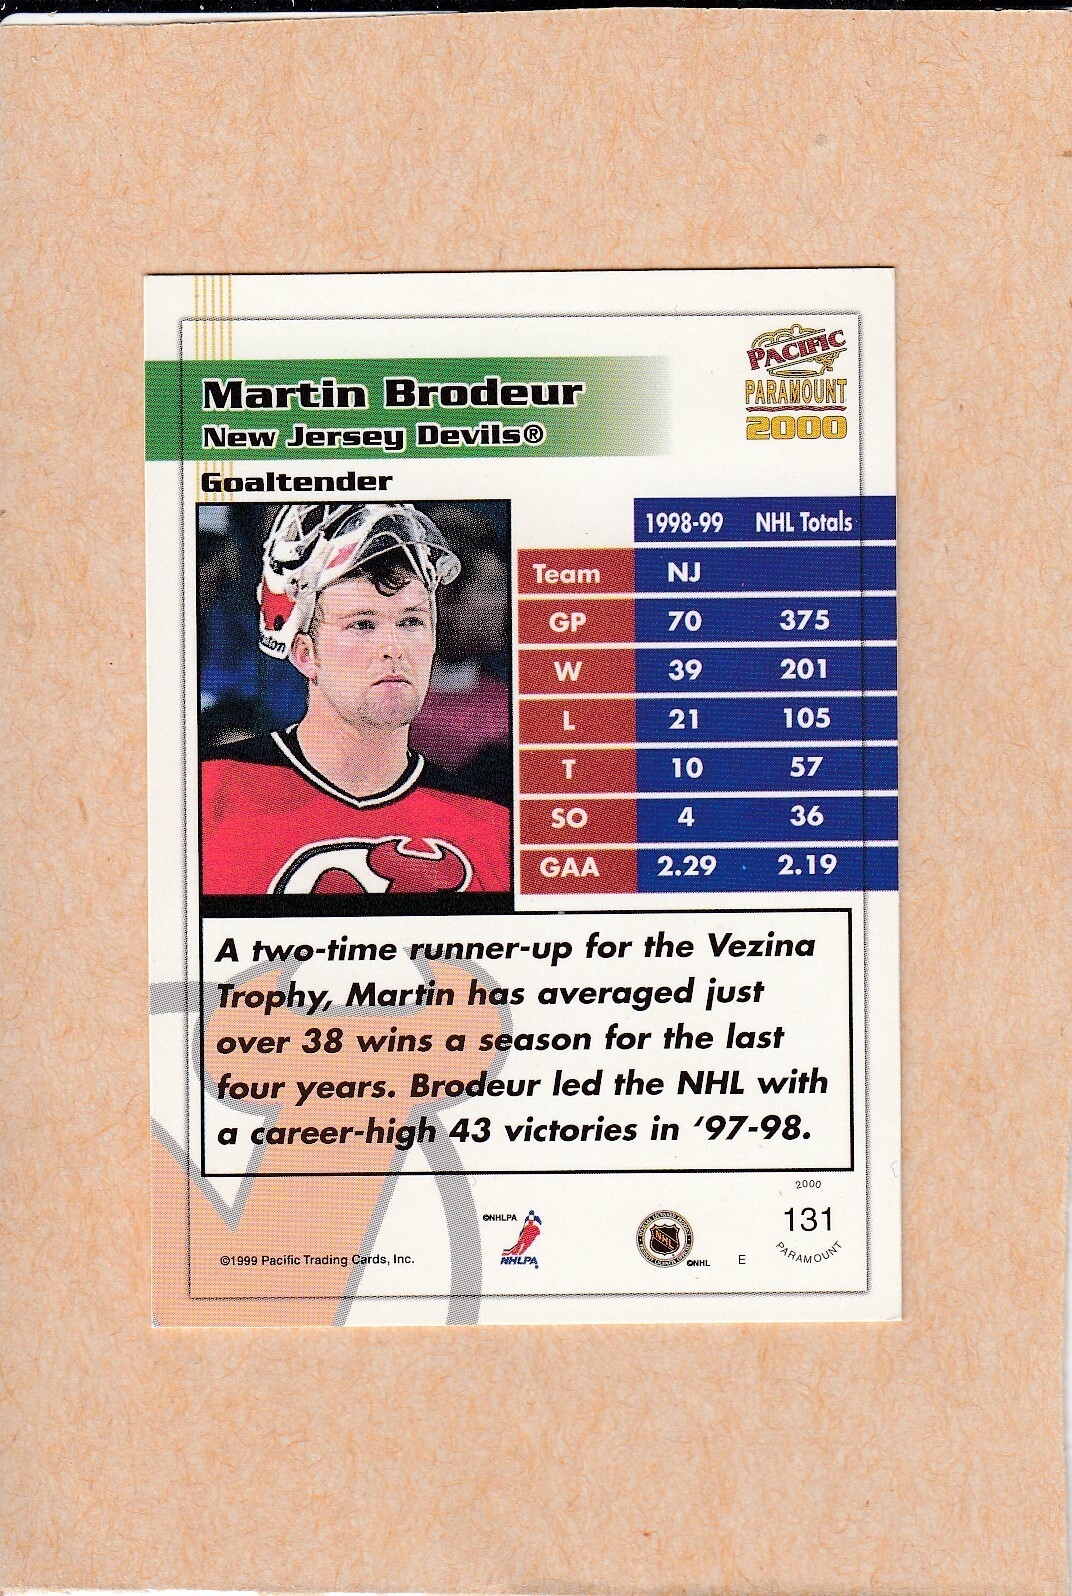 PACIFIC
PARAMOUNT
2000
Martin Brodeur
New Jersey Devils®
Goaltender
1998-99 NHL Totals
Team NJ
GP 70 375
W 39 201
L 21 105
T 10 57
SO 4 36
GAA 2.29 2.19
A two-time runner-up for the Vezina
Trophy, Martin has averaged just
over 38 wins a season for the last
four years. Brodeur led the NHL with
a career-high 43 victories in '97-98.
©1999 Pacific Trading Cards, Inc.
©NHLPA
NHLPA
NHL
©NHL
E
2000
131
PARAMOUNT